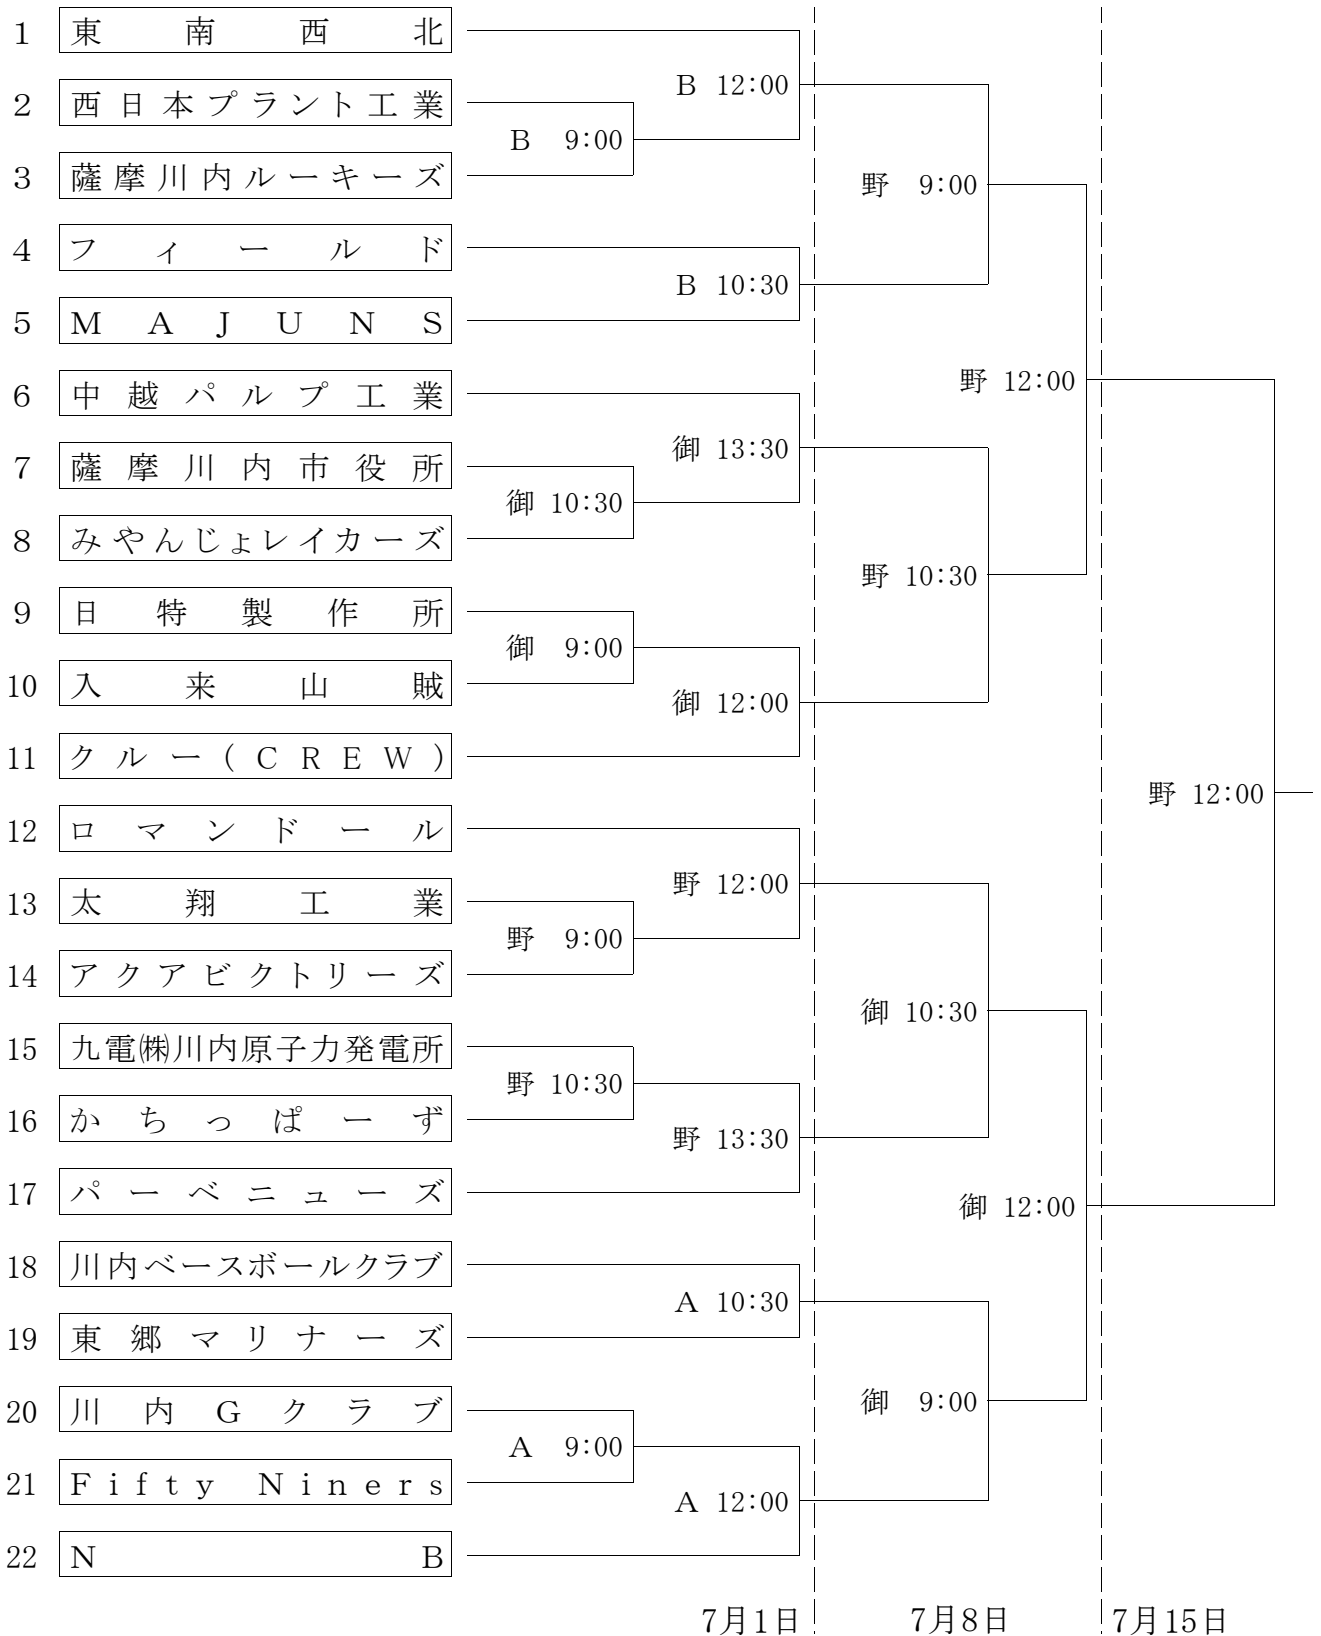 1 東南西北
B 12:00
2 西日本プラント工業
B 9:00
3 薩摩川内ルーキーズ
野 9:00
4 フィールド
B 10:30
5 MAJUNS
野 12:00
6 中越パルプ工業
御 13:30
7 薩摩川内市役所
御 10:30
8 みやんじょレイカーズ
野 10:30
9 日特製作所
御 9:00
10 入来山賊
御 12:00
11 クルー(CREW)
野 12:00
12 ロマンドール
野 12:00
13 太翔工業
野 9:00
14 アクアビクトリーズ
御 10:30
15 九電㈱川内原子力発電所
野 10:30
16 かちっぱーず
野 13:30
17 パーベニューズ
御 12:00
18 川内ベースボールクラブ
A 10:30
19 東郷マリナーズ
御 9:00
20 川内Gクラブ
A 9:00
21 Fifty Niners
A 12:00
22 NB
7月1日 7月8日 7月15日